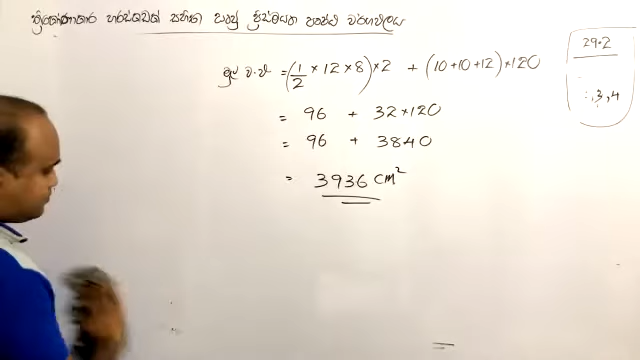 ත්‍රිකෝණාකාර හරස්කඩක් සහිත ඍජු ප්‍රිස්මයක පෘෂ්ඨ වර්ගඵලය
මුළු ව.ඵ = (1/2 × 12 × 8) × 2 + (10 + 10 + 12) × 120
= 96 + 32 × 120
= 96 + 3840
= 3936 cm²
29.2
3, 4